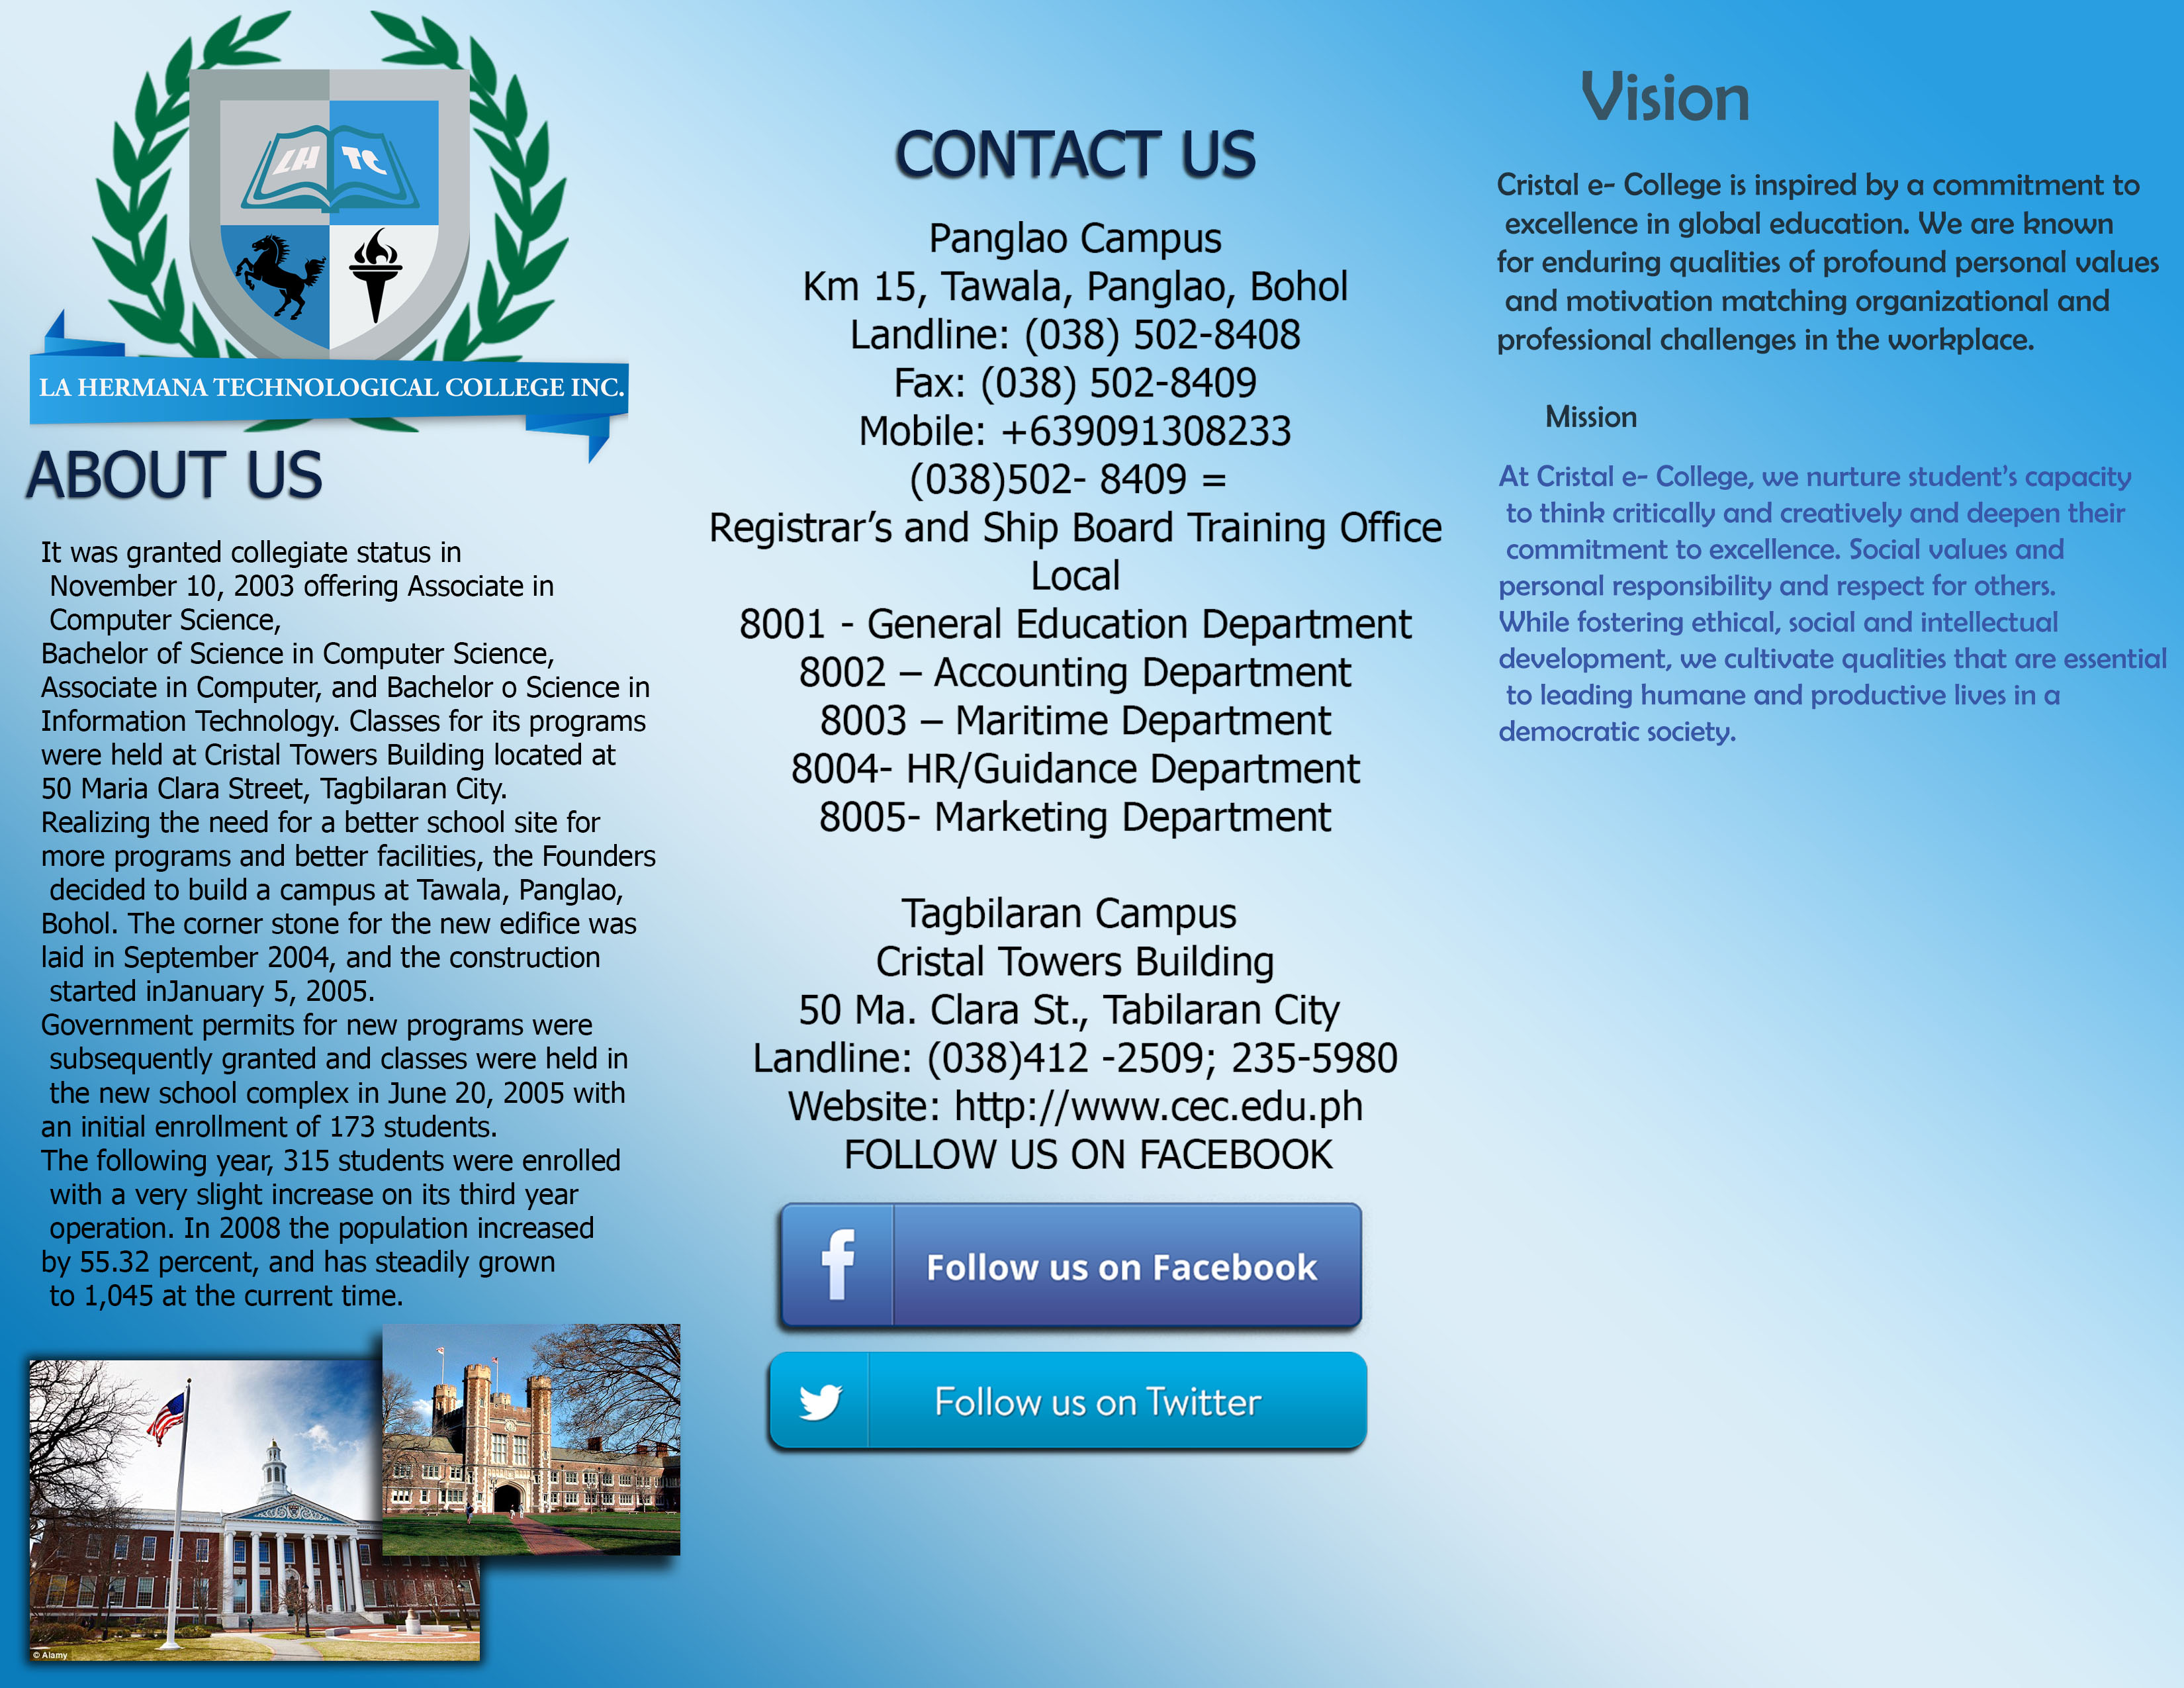 LH TC
LA HERMANA TECHNOLOGICAL COLLEGE INC.
ABOUT US
It was granted collegiate status in
November 10, 2003 offering Associate in
Computer Science,
Bachelor of Science in Computer Science,
Associate in Computer, and Bachelor o Science in
Information Technology. Classes for its programs
were held at Cristal Towers Building located at
50 Maria Clara Street, Tagbilaran City.
Realizing the need for a better school site for
more programs and better facilities, the Founders
decided to build a campus at Tawala, Panglao,
Bohol. The corner stone for the new edifice was
laid in September 2004, and the construction
started inJanuary 5, 2005.
Government permits for new programs were
subsequently granted and classes were held in
the new school complex in June 20, 2005 with
an initial enrollment of 173 students.
The following year, 315 students were enrolled
with a very slight increase on its third year
operation. In 2008 the population increased
by 55.32 percent, and has steadily grown
to 1,045 at the current time.
© Alamy
CONTACT US
Panglao Campus
Km 15, Tawala, Panglao, Bohol
Landline: (038) 502-8408
Fax: (038) 502-8409
Mobile: +639091308233
(038)502- 8409 =
Registrar’s and Ship Board Training Office
Local
8001 - General Education Department
8002 – Accounting Department
8003 – Maritime Department
8004- HR/Guidance Department
8005- Marketing Department
Tagbilaran Campus
Cristal Towers Building
50 Ma. Clara St., Tabilaran City
Landline: (038)412 -2509; 235-5980
Website: http://www.cec.edu.ph
FOLLOW US ON FACEBOOK
f Follow us on Facebook
Follow us on Twitter
Vision
Cristal e- College is inspired by a commitment to
excellence in global education. We are known
for enduring qualities of profound personal values
and motivation matching organizational and
professional challenges in the workplace.
Mission
At Cristal e- College, we nurture student’s capacity
to think critically and creatively and deepen their
commitment to excellence. Social values and
personal responsibility and respect for others.
While fostering ethical, social and intellectual
development, we cultivate qualities that are essential
to leading humane and productive lives in a
democratic society.